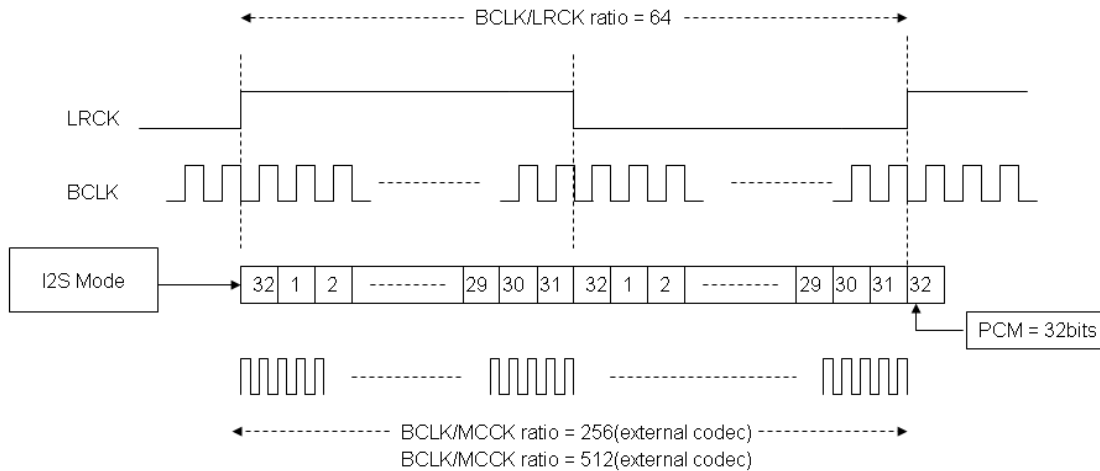 BCLK/LRCK ratio = 64
LRCK
BCLK
I2S Mode
32 1 2 29 30 31 32 1 2 29 30 31 32
PCM = 32bits
BCLK/MCCK ratio = 256(external codec)
BCLK/MCCK ratio = 512(external codec)